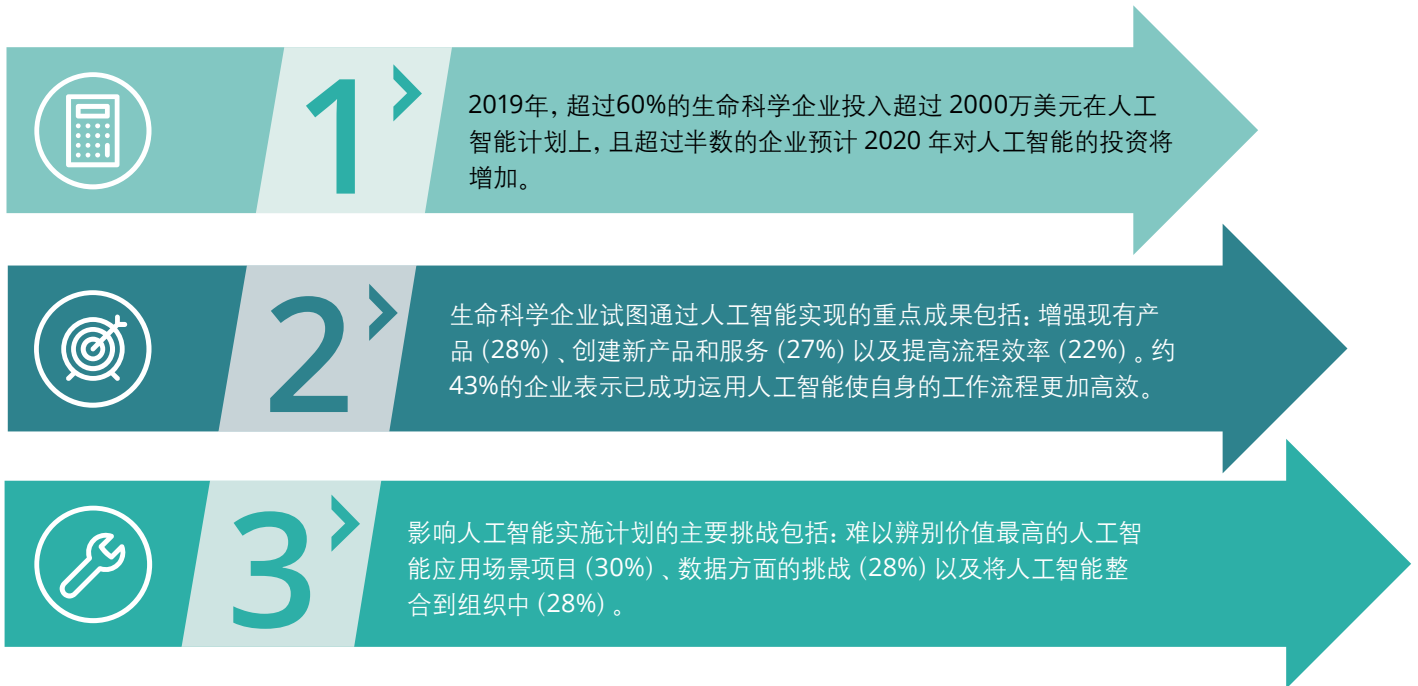 1
2019年，超过60%的生命科学企业投入超过 2000万美元在人工
智能计划上，且超过半数的企业预计 2020 年对人工智能的投资将
增加。
2
生命科学企业试图通过人工智能实现的重点成果包括：增强现有产
品（28%）、创建新产品和服务（27%）以及提高流程效率（22%）。约
43%的企业表示已成功运用人工智能使自身的工作流程更加高效。
3
影响人工智能实施计划的主要挑战包括：难以辨别价值最高的人工智
能应用场景项目（30%）、数据方面的挑战（28%）以及将人工智能整
合到组织中（28%）。